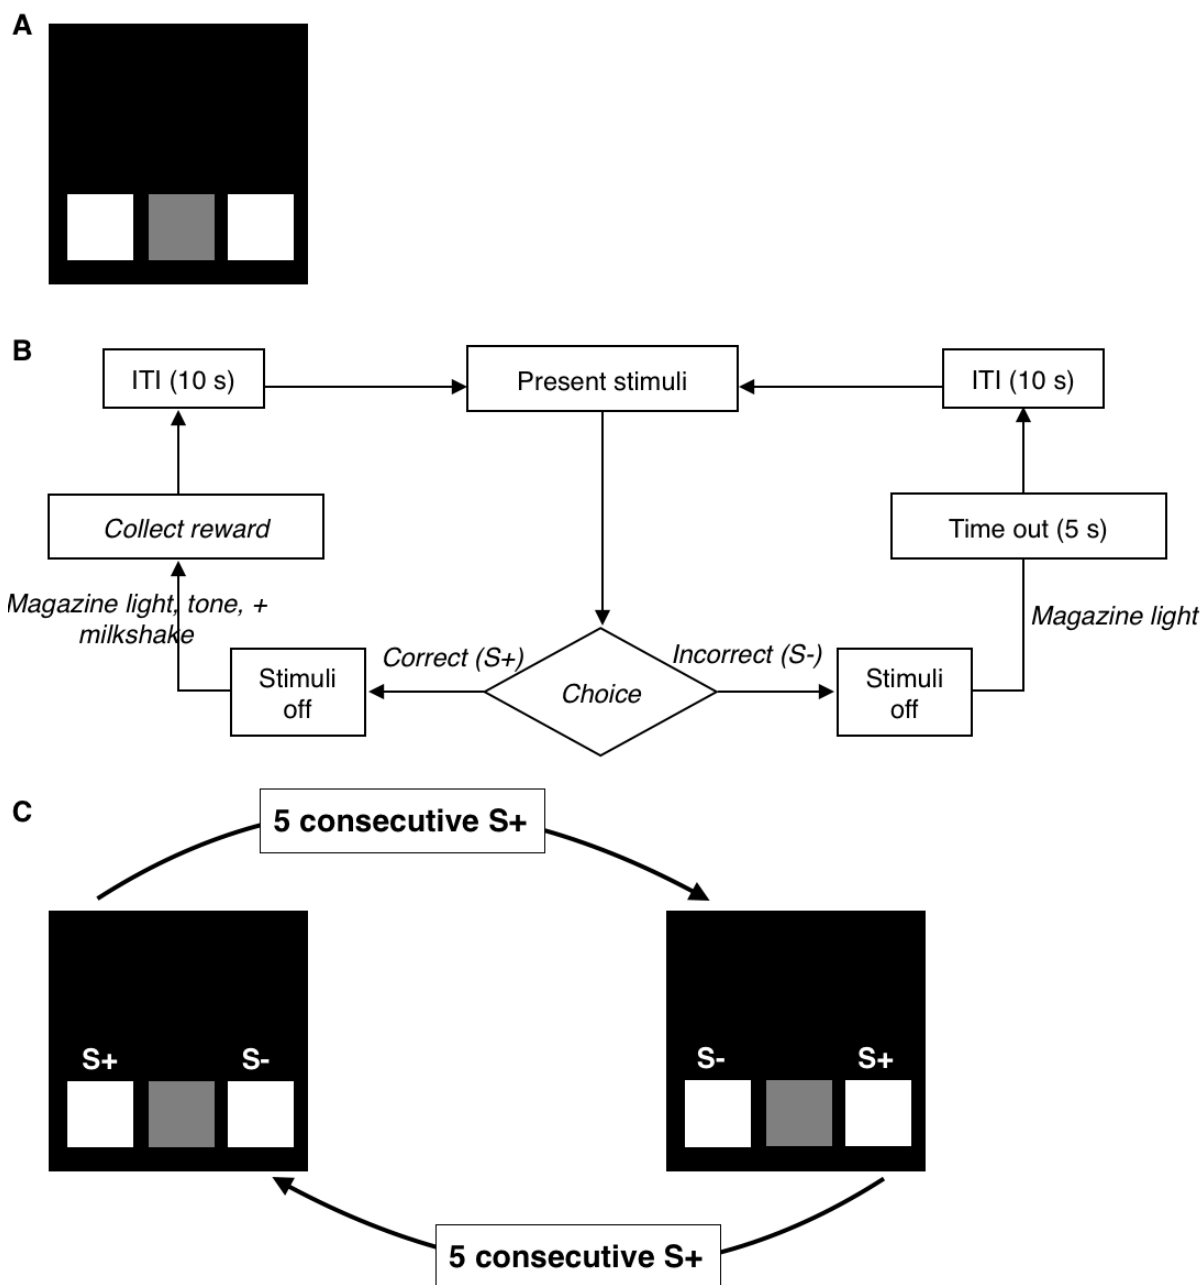 A
B
ITI (10 s)
Present stimuli
ITI (10 s)
Collect reward
Time out (5 s)
Magazine light, tone, +
milkshake
Magazine light
Correct (S+)
Incorrect (S-)
Stimuli
off
Choice
Stimuli
off
C
5 consecutive S+
S+
S-
S-
S+
5 consecutive S+